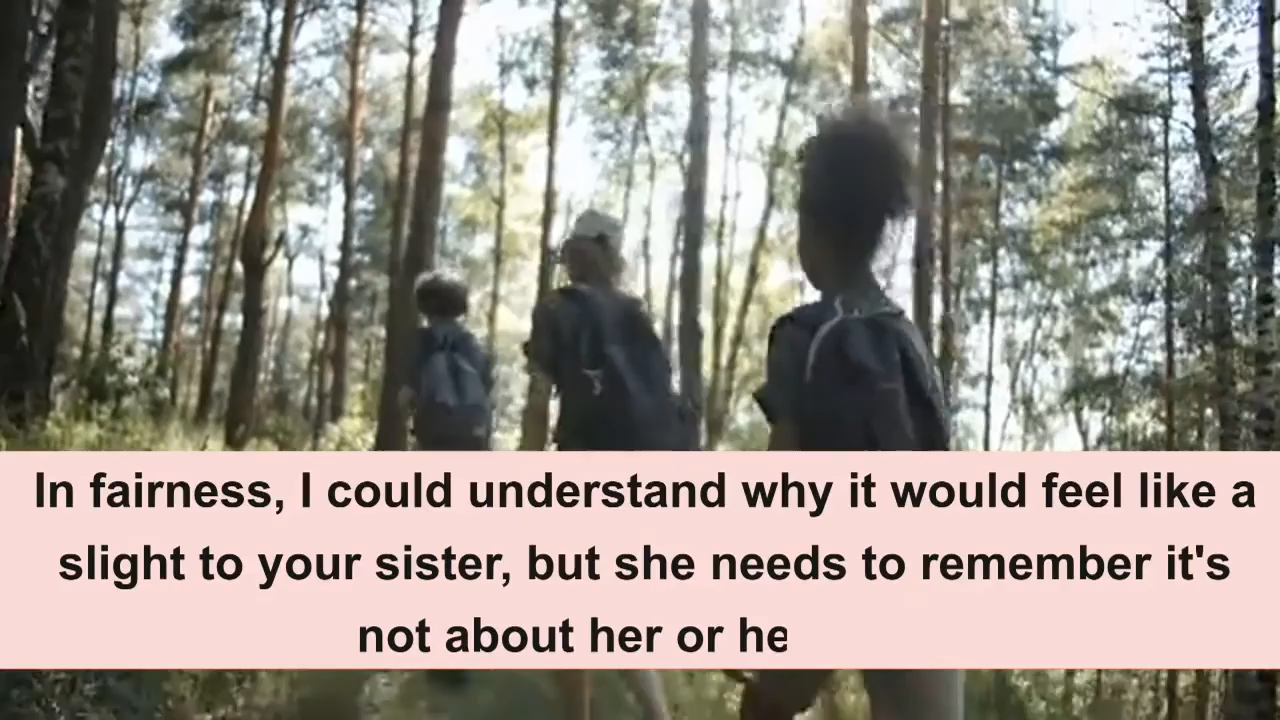 In fairness, I could understand why it would feel like a
slight to your sister, but she needs to remember it's
not about her or he